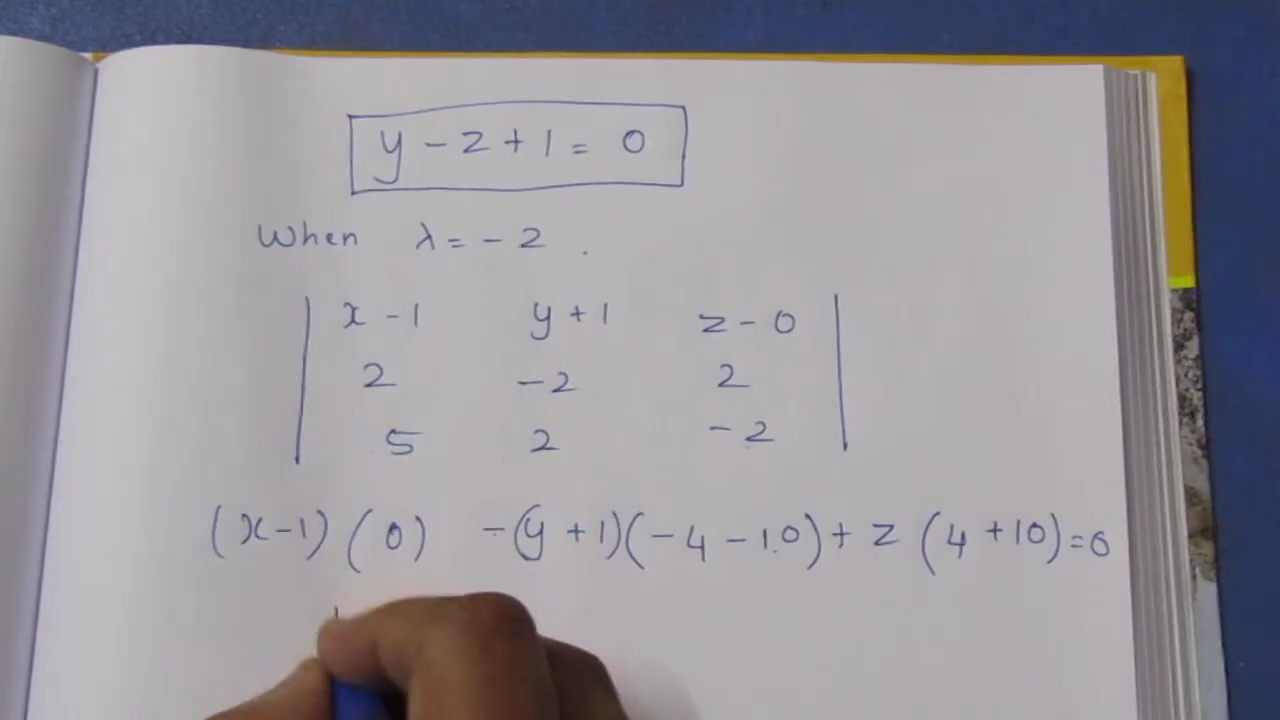 y - z + 1 = 0
When λ = - 2 .
x - 1 y + 1 z - 0
2 -2 2
5 2 -2
(x-1) (0) -(y + 1)(-4 -10) + z (4 +10) = 0